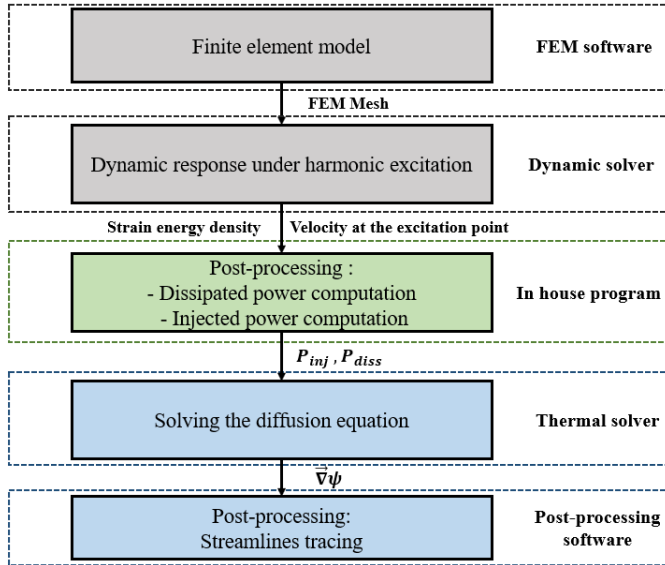 Finite element model
FEM software
FEM Mesh
Dynamic response under harmonic excitation
Dynamic solver
Strain energy density
Velocity at the excitation point
Post-processing :
- Dissipated power computation
- Injected power computation
In house program
P_inj , P_diss
Solving the diffusion equation
Thermal solver
∇⃗ψ
Post-processing:
Streamlines tracing
Post-processing
software